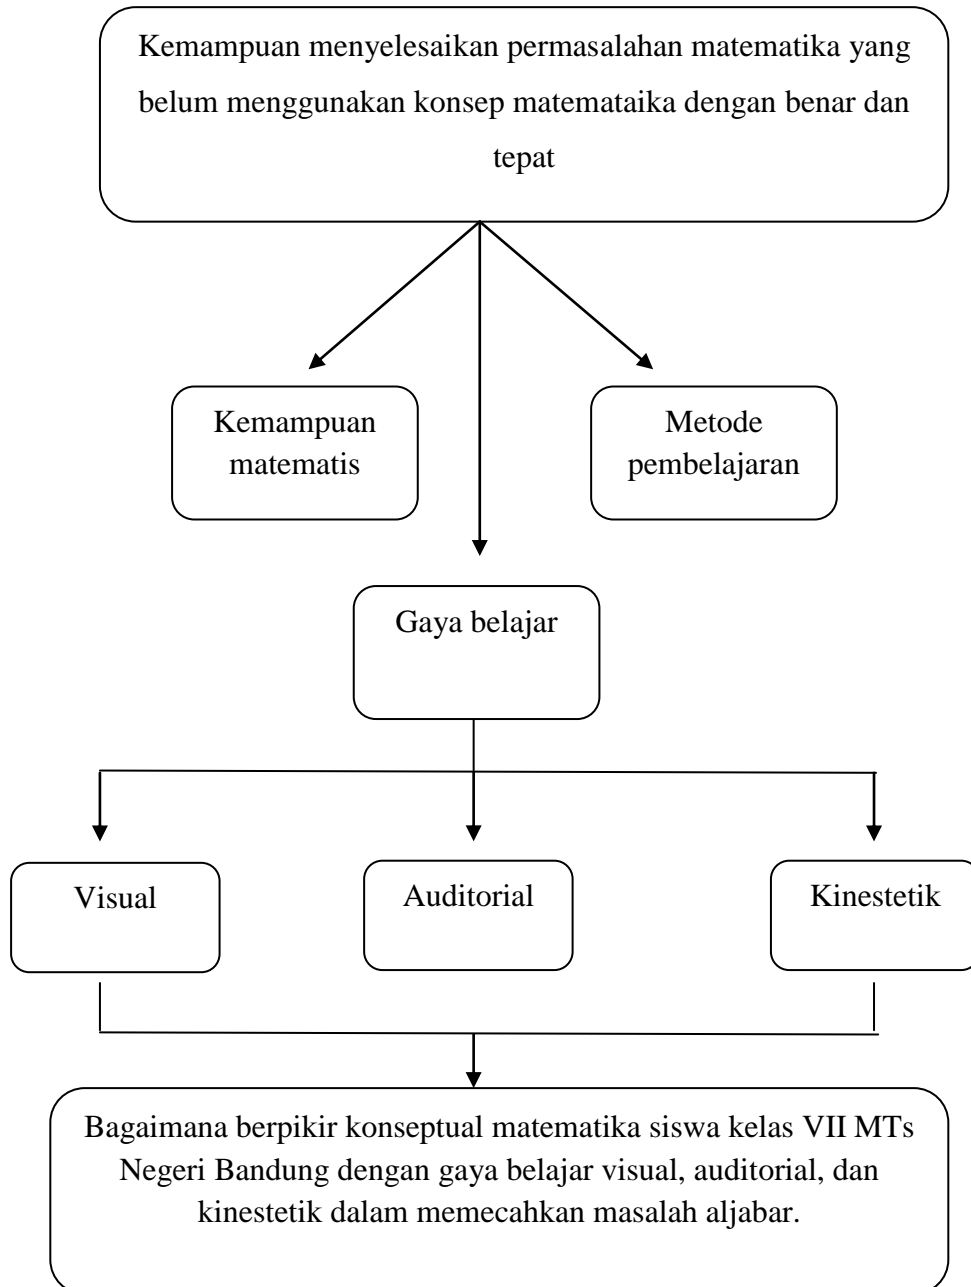 Kemampuan menyelesaikan permasalahan matematika yang
belum menggunakan konsep matemataika dengan benar dan
tepat
Kemampuan
matematis
Metode
pembelajaran
Gaya belajar
Visual
Auditorial
Kinestetik
Bagaimana berpikir konseptual matematika siswa kelas VII MTs
Negeri Bandung dengan gaya belajar visual, auditorial, dan
kinestetik dalam memecahkan masalah aljabar.